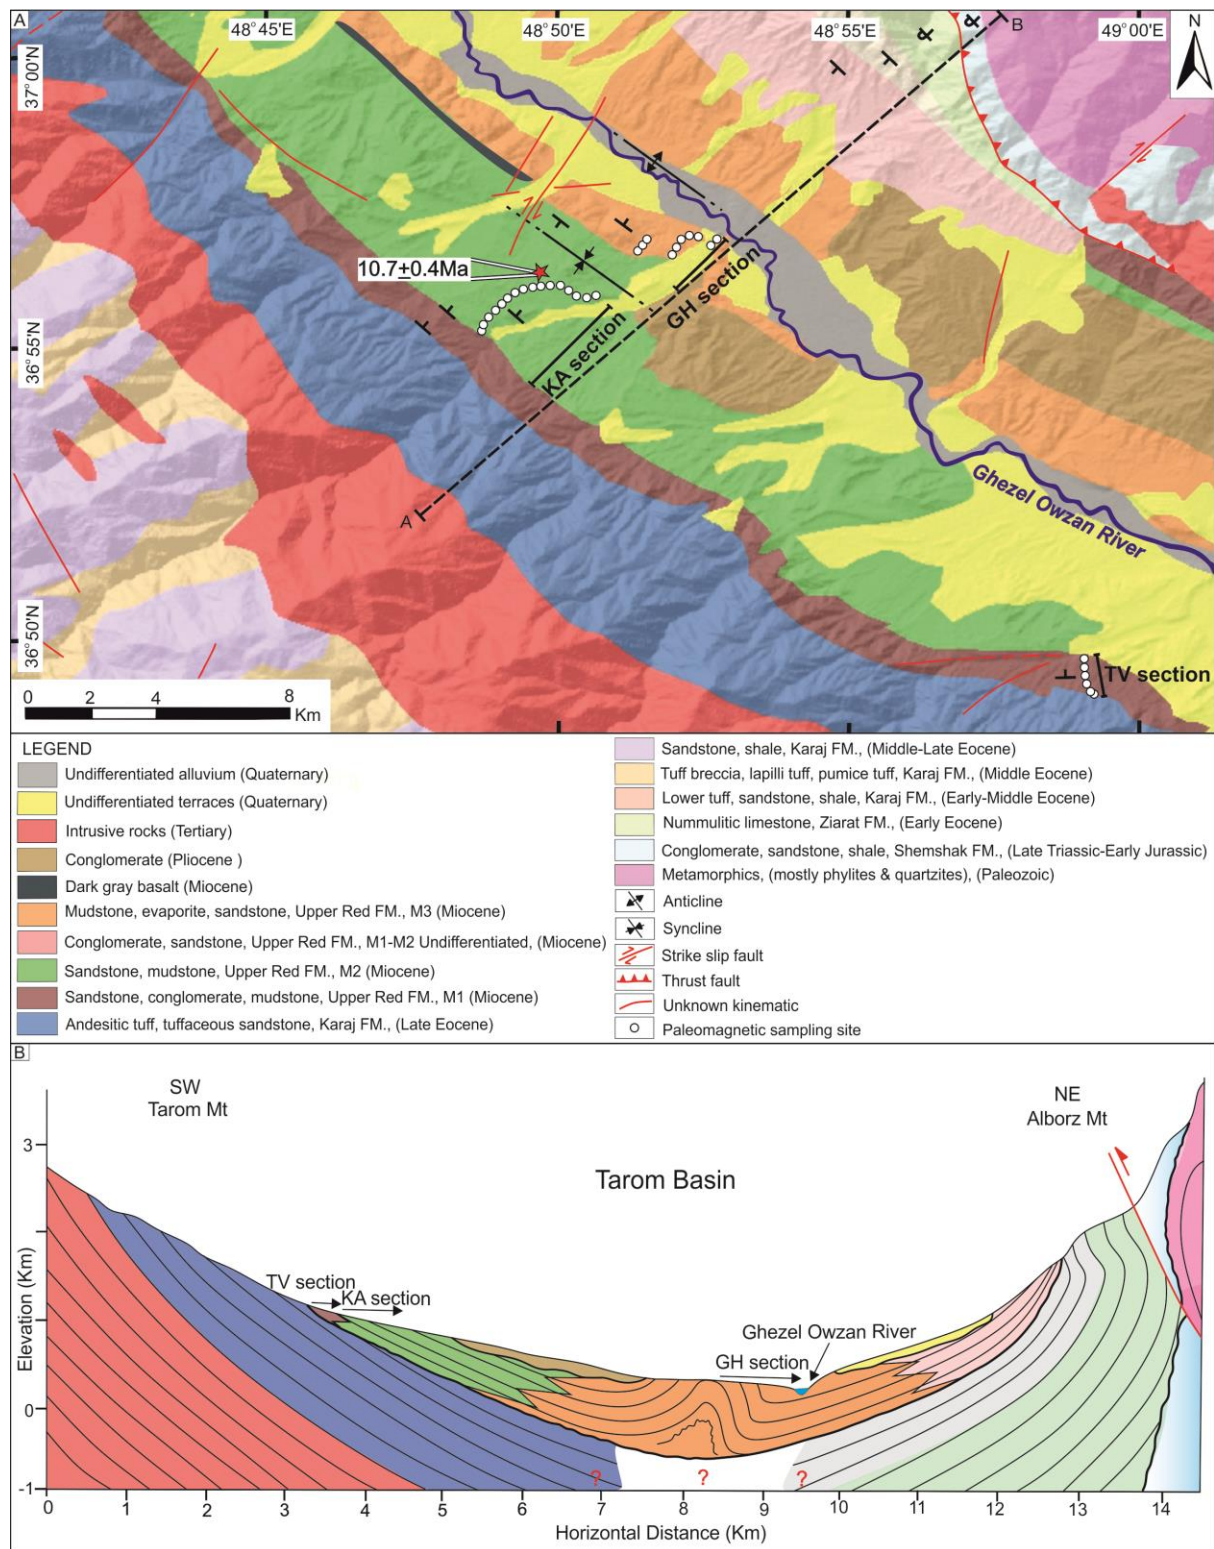 A
48°45'E
48°50'E
48°55'E
49°00'E
N
B
37°00'N
10.7±0.4Ma
GH section
KA section
36°55'N
A
Ghezel Owzan River
36°50'N
TV section
0 2 4 8
Km
LEGEND
Undifferentiated alluvium (Quaternary)
Undifferentiated terraces (Quaternary)
Intrusive rocks (Tertiary)
Conglomerate (Pliocene )
Dark gray basalt (Miocene)
Mudstone, evaporite, sandstone, Upper Red FM., M3 (Miocene)
Conglomerate, sandstone, Upper Red FM., M1-M2 Undifferentiated, (Miocene)
Sandstone, mudstone, Upper Red FM., M2 (Miocene)
Sandstone, conglomerate, mudstone, Upper Red FM., M1 (Miocene)
Andesitic tuff, tuffaceous sandstone, Karaj FM., (Late Eocene)
Sandstone, shale, Karaj FM., (Middle-Late Eocene)
Tuff breccia, lapilli tuff, pumice tuff, Karaj FM., (Middle Eocene)
Lower tuff, sandstone, shale, Karaj FM., (Early-Middle Eocene)
Nummulitic limestone, Ziarat FM., (Early Eocene)
Conglomerate, sandstone, shale, Shemshak FM., (Late Triassic-Early Jurassic)
Metamorphics, (mostly phylites & quartzites), (Paleozoic)
Anticline
Syncline
Strike slip fault
Thrust fault
Unknown kinematic
Paleomagnetic sampling site
B
SW
Tarom Mt
NE
Alborz Mt
Tarom Basin
3
0
-1
Elevation (Km)
TV section
KA section
Ghezel Owzan River
GH section
? ? ?
0 1 2 3 4 5 6 7 8 9 10 11 12 13 14
Horizontal Distance (Km)